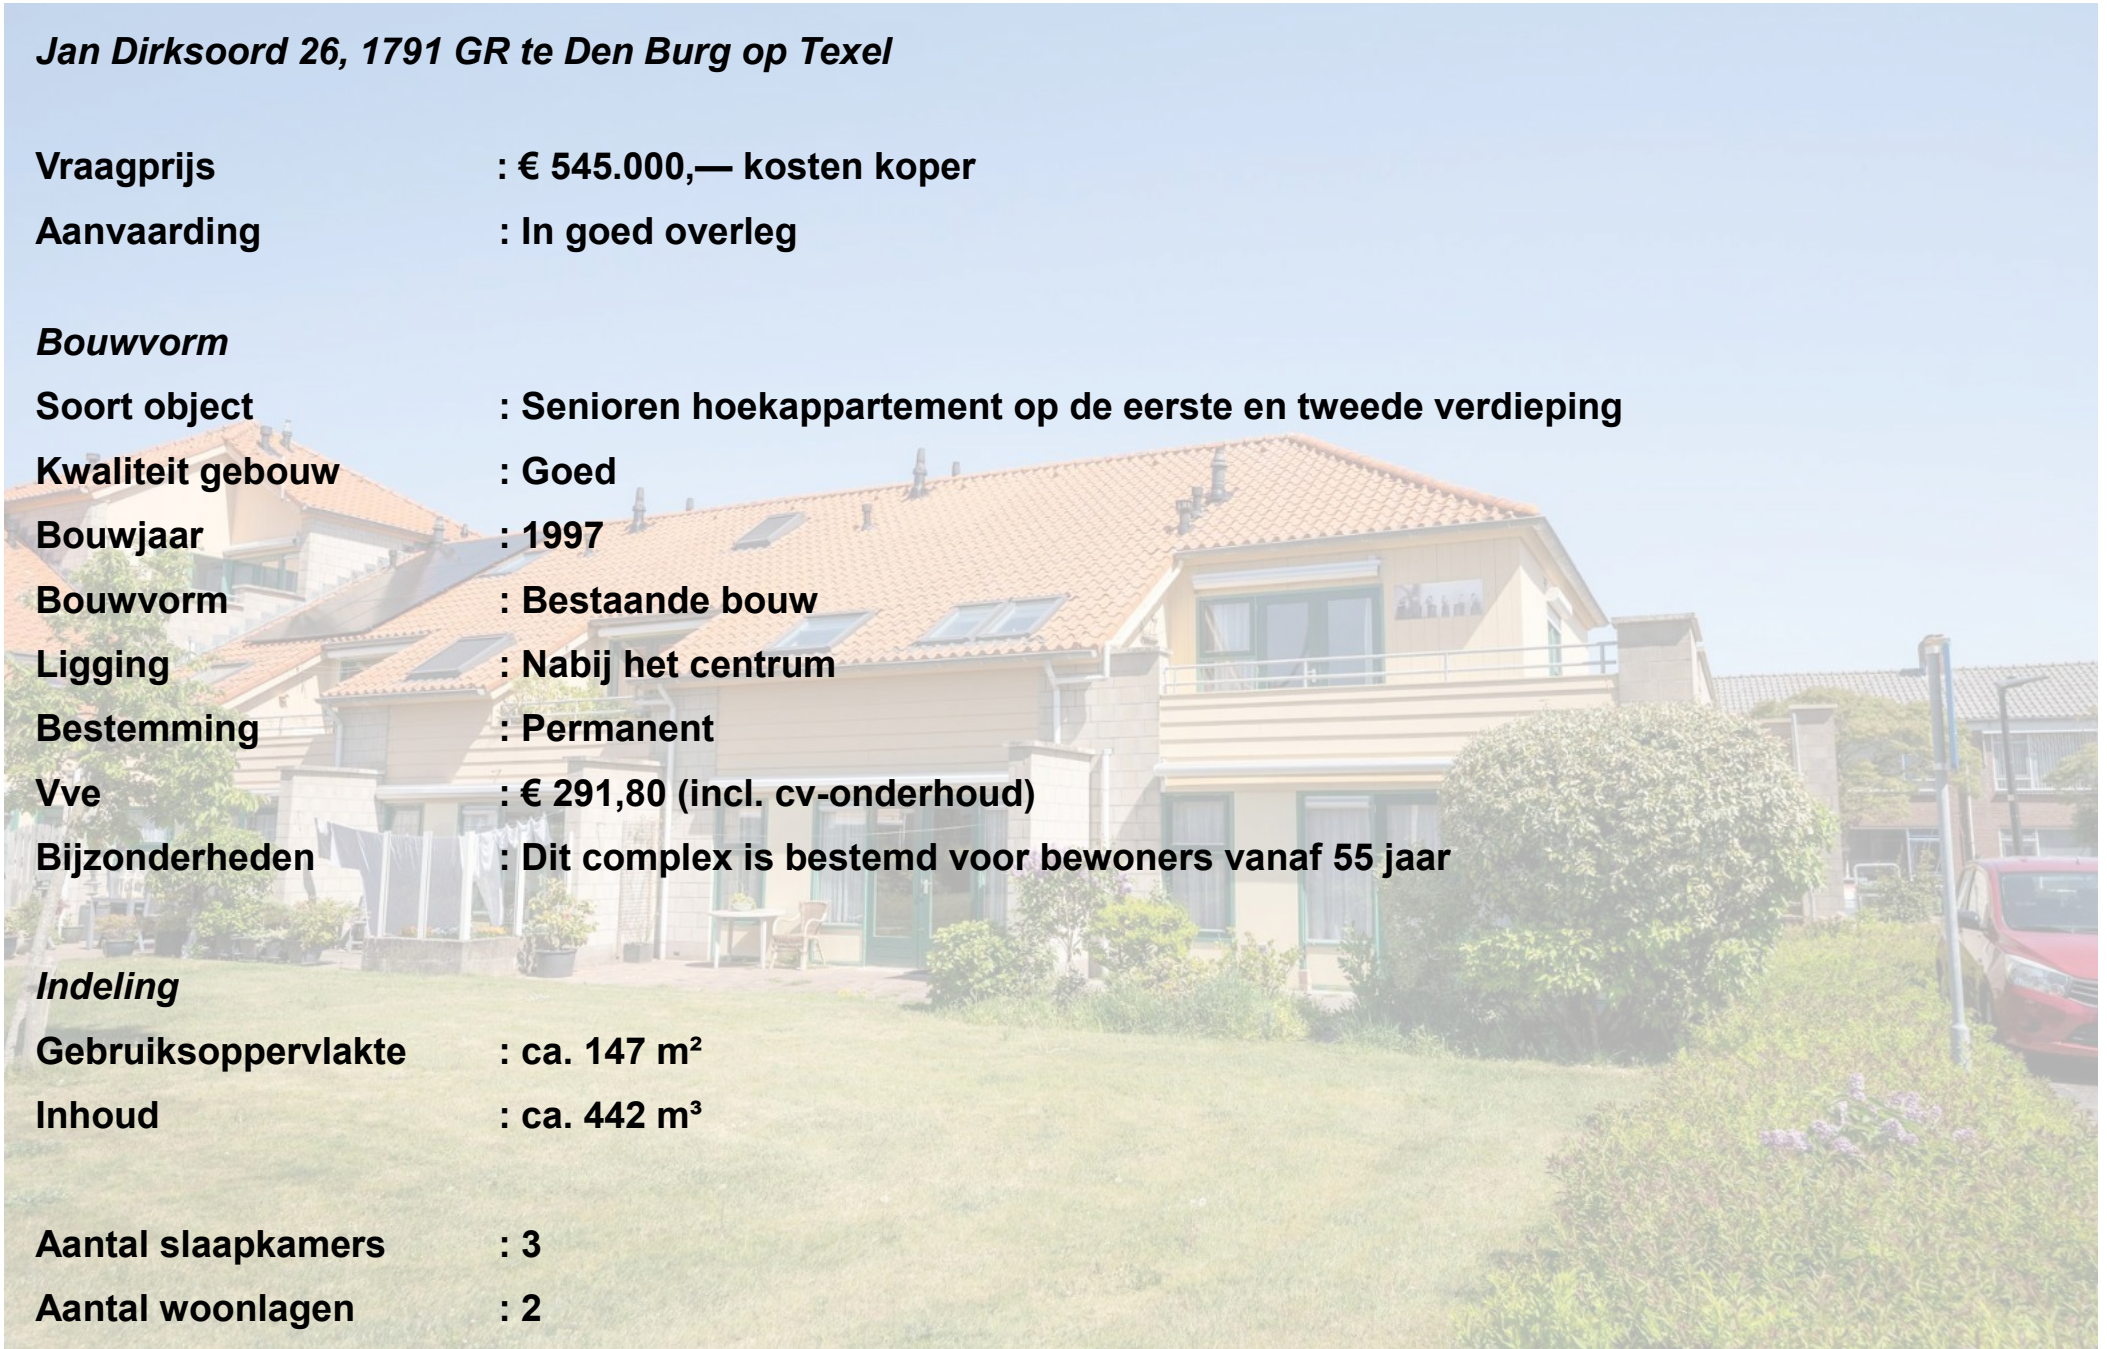 Jan Dirksoord 26, 1791 GR te Den Burg op Texel
Vraagprijs : € 545.000,— kosten koper
Aanvaarding : In goed overleg
Bouwvorm
Soort object : Senioren hoekappartement op de eerste en tweede verdieping
Kwaliteit gebouw : Goed
Bouwjaar : 1997
Bouwvorm : Bestaande bouw
Ligging : Nabij het centrum
Bestemming : Permanent
Vve : € 291,80 (incl. cv-onderhoud)
Bijzonderheden : Dit complex is bestemd voor bewoners vanaf 55 jaar
Indeling
Gebruiksoppervlakte : ca. 147 m²
Inhoud : ca. 442 m³
Aantal slaapkamers : 3
Aantal woonlagen : 2